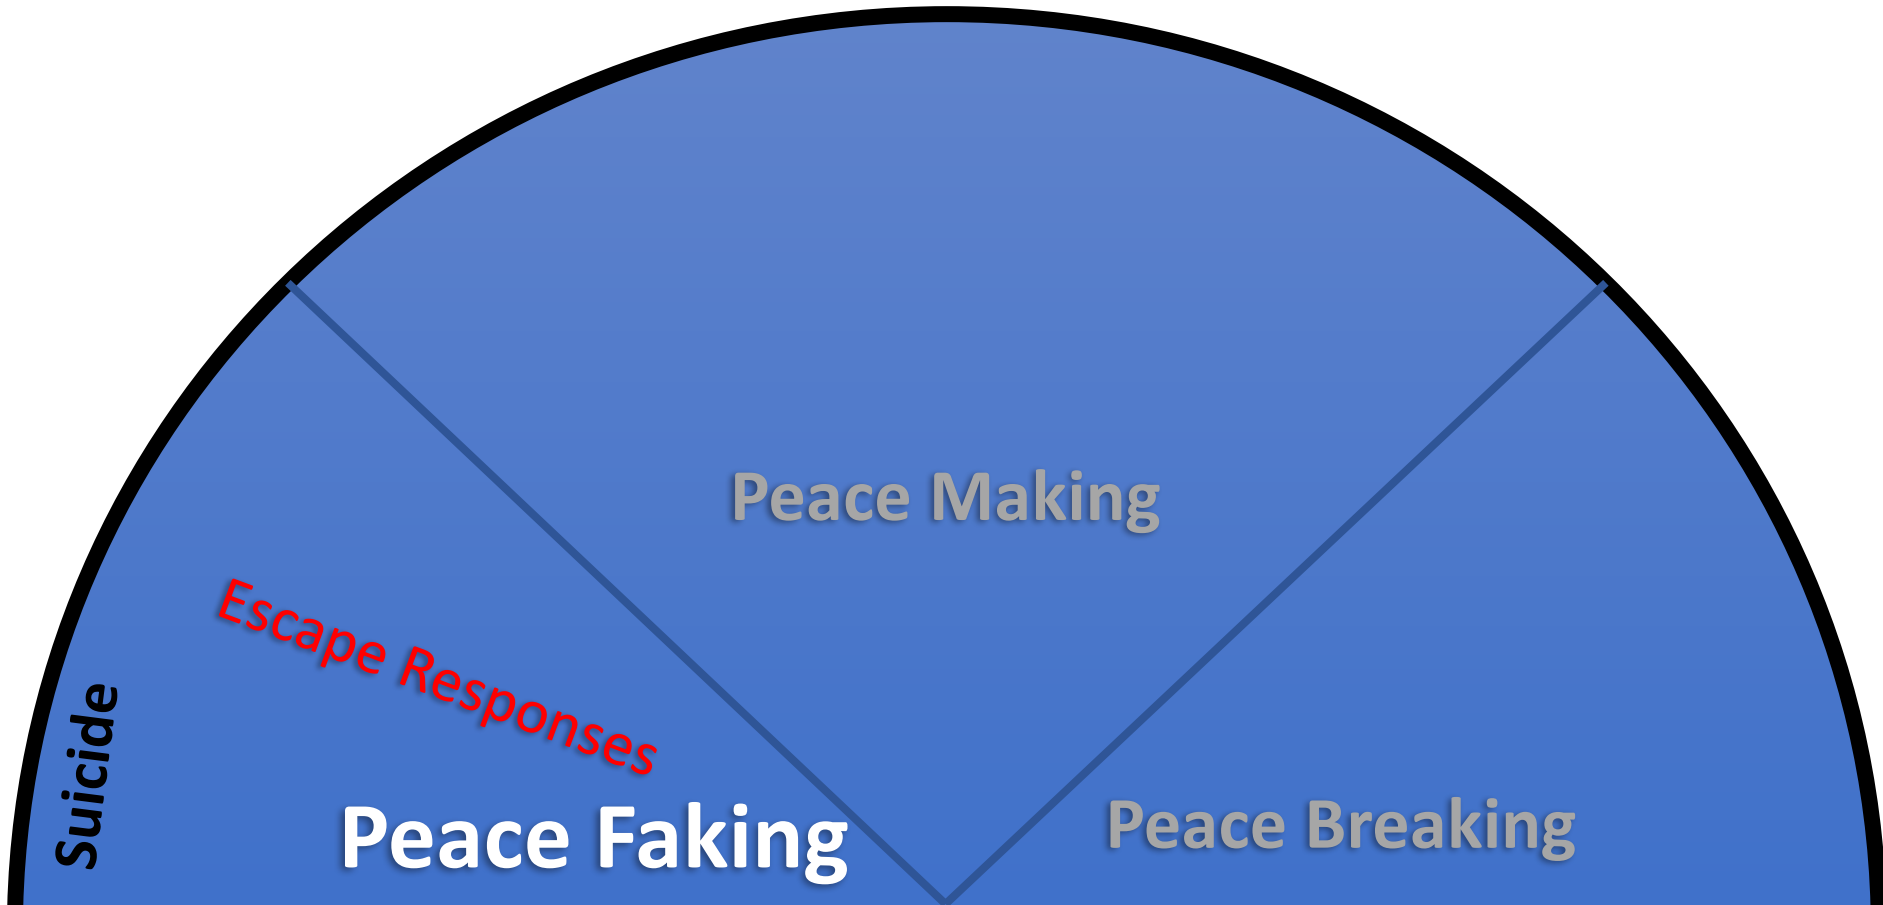 Peace Making
Escape Responses
Suicide
Peace Faking
Peace Breaking